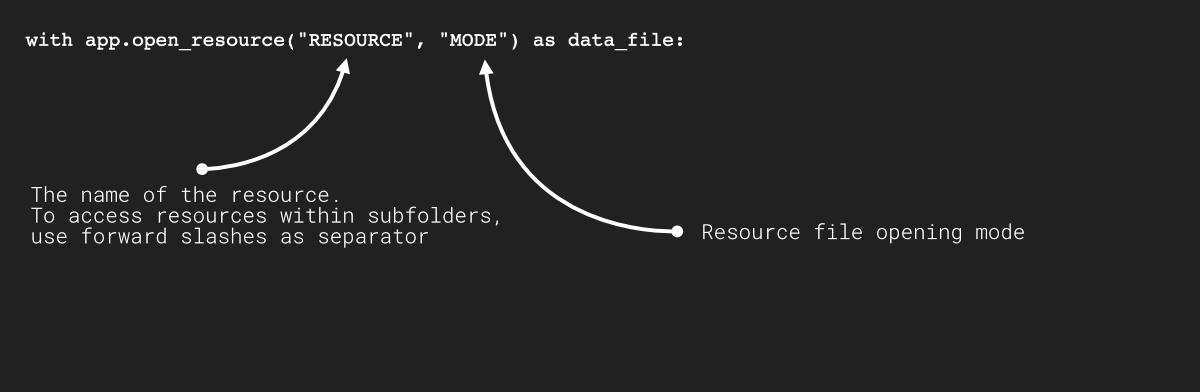 with app.open_resource("RESOURCE", "MODE") as data_file:
The name of the resource.
To access resources within subfolders,
use forward slashes as separator
Resource file opening mode